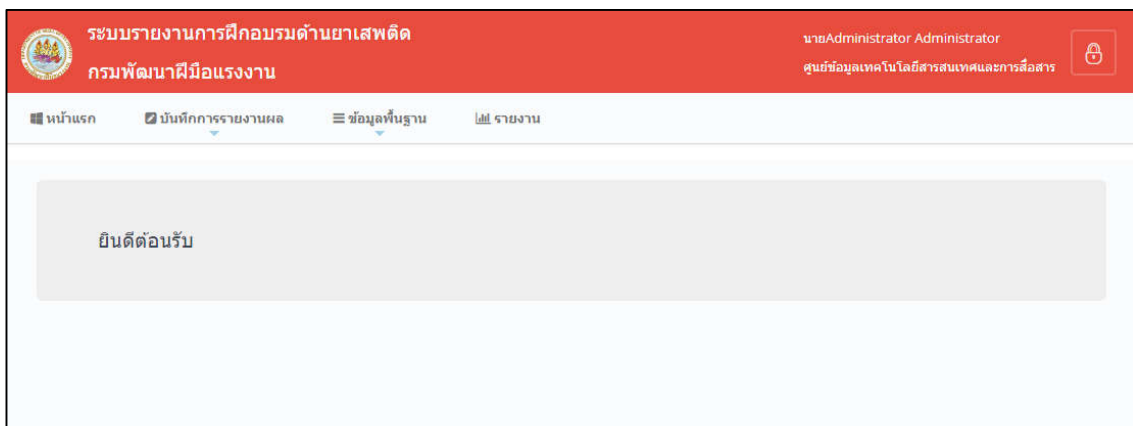 ระบบรายงานการฝึกอบรมด้านยาเสพติด
กรมพัฒนาฝีมือแรงงาน
นายAdministrator Administrator
ศูนย์ข้อมูลเทคโนโลยีสารสนเทศและการสื่อสาร
หน้าแรก บันทึกการรายงานผล ข้อมูลพื้นฐาน รายงาน
ยินดีต้อนรับ